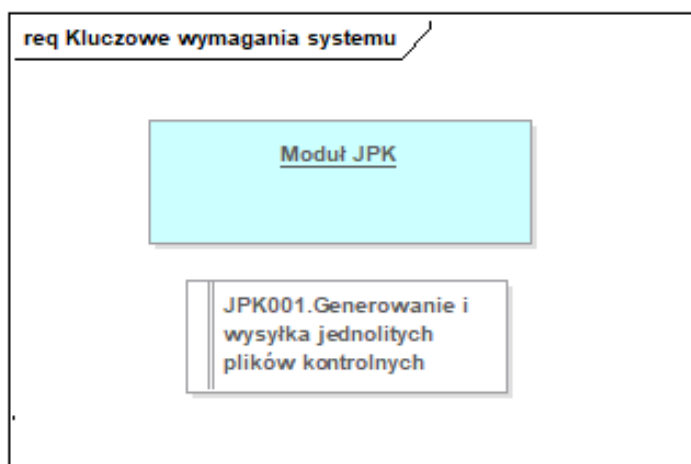 req Kluczowe wymagania systemu
Moduł JPK
JPK001.Generowanie i
wysyłka jednolitych
plików kontrolnych